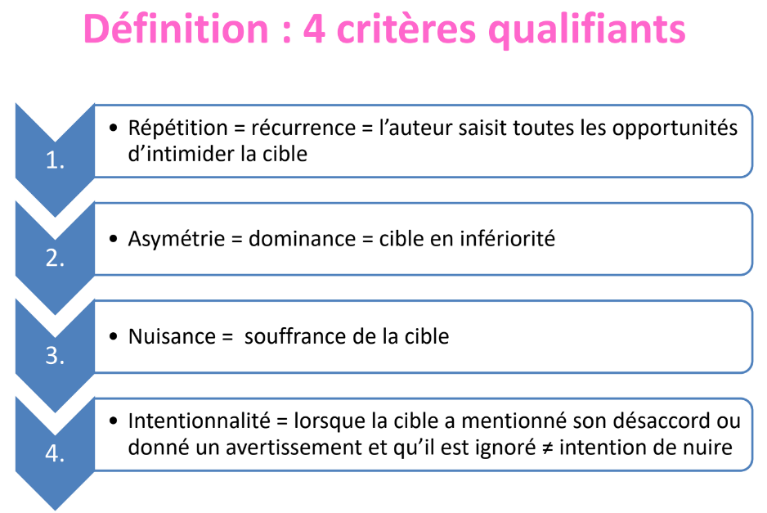 Définition : 4 critères qualifiants
1.
• Répétition = récurrence = l’auteur saisit toutes les opportunités
d’intimider la cible
2.
• Asymétrie = dominance = cible en infériorité
3.
• Nuisance =  souffrance de la cible
4.
• Intentionnalité = lorsque la cible a mentionné son désaccord ou
donné un avertissement et qu’il est ignoré ≠ intention de nuire